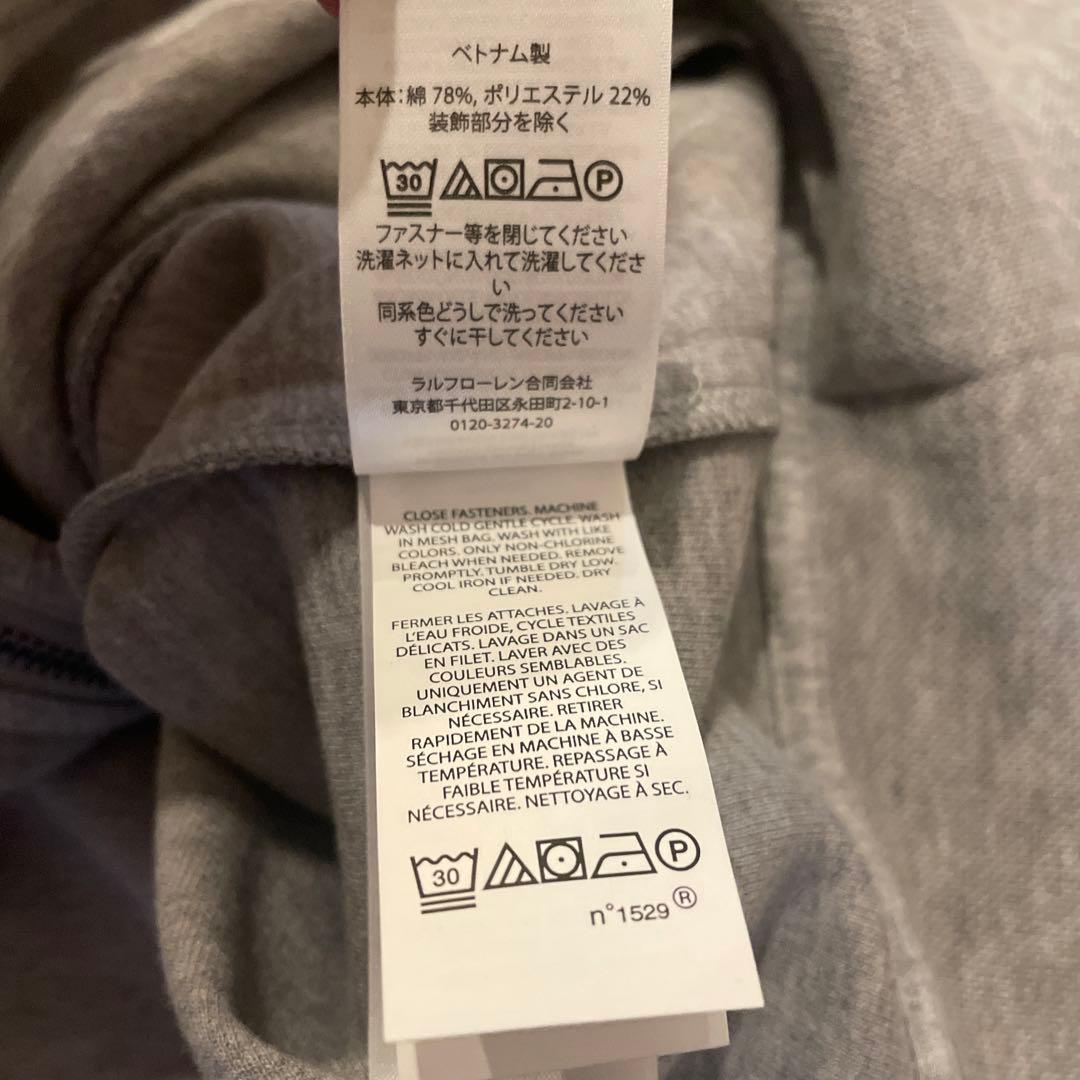 ベトナム製
本体：綿 78%, ポリエステル 22%
装飾部分を除く
30 P
ファスナー等を閉じてください
洗濯ネットに入れて洗濯してくださ
い
同系色どうしで洗ってください
すぐに干してください
ラルフローレン合同会社
東京都千代田区永田町2-10-1
0120-3274-20
CLOSE FASTENERS. MACHINE
WASH COLD GENTLE CYCLE. WASH
IN MESH BAG. WASH WITH LIKE
COLORS. ONLY NON-CHLORINE
BLEACH WHEN NEEDED. REMOVE
PROMPTLY. TUMBLE DRY LOW.
COOL IRON IF NEEDED. DRY
CLEAN.
FERMER LES ATTACHES. LAVAGE À
L'EAU FROIDE, CYCLE TEXTILES
DÉLICATS. LAVAGE DANS UN SAC
EN FILET. LAVER AVEC DES
COULEURS SEMBLABLES.
UNIQUEMENT UN AGENT DE
BLANCHIMENT SANS CHLORE, SI
NÉCESSAIRE. RETIRER
RAPIDEMENT DE LA MACHINE.
SÉCHAGE EN MACHINE À BASSE
TEMPÉRATURE. REPASSAGE À
FAIBLE TEMPÉRATURE SI
NÉCESSAIRE. NETTOYAGE À SEC.
30 P
n°1529 ®